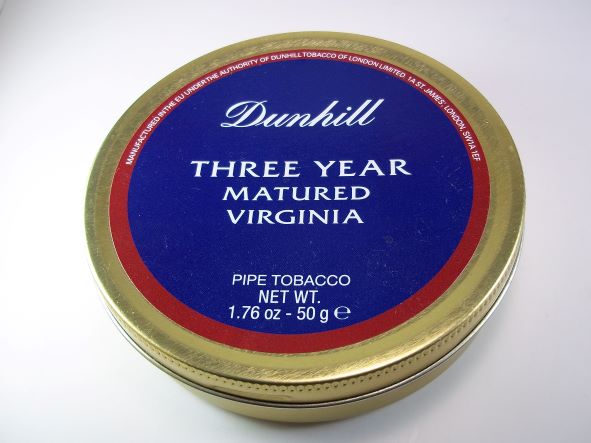 MANUFACTURED IN THE EU UNDER THE AUTHORITY OF DUNHILL TOBACCO OF LONDON LIMITED. 1A ST. JAMES', LONDON, SW1A 1EF
Dunhill
THREE YEAR
MATURED
VIRGINIA
PIPE TOBACCO
NET WT.
1.76 oz - 50 g ℮